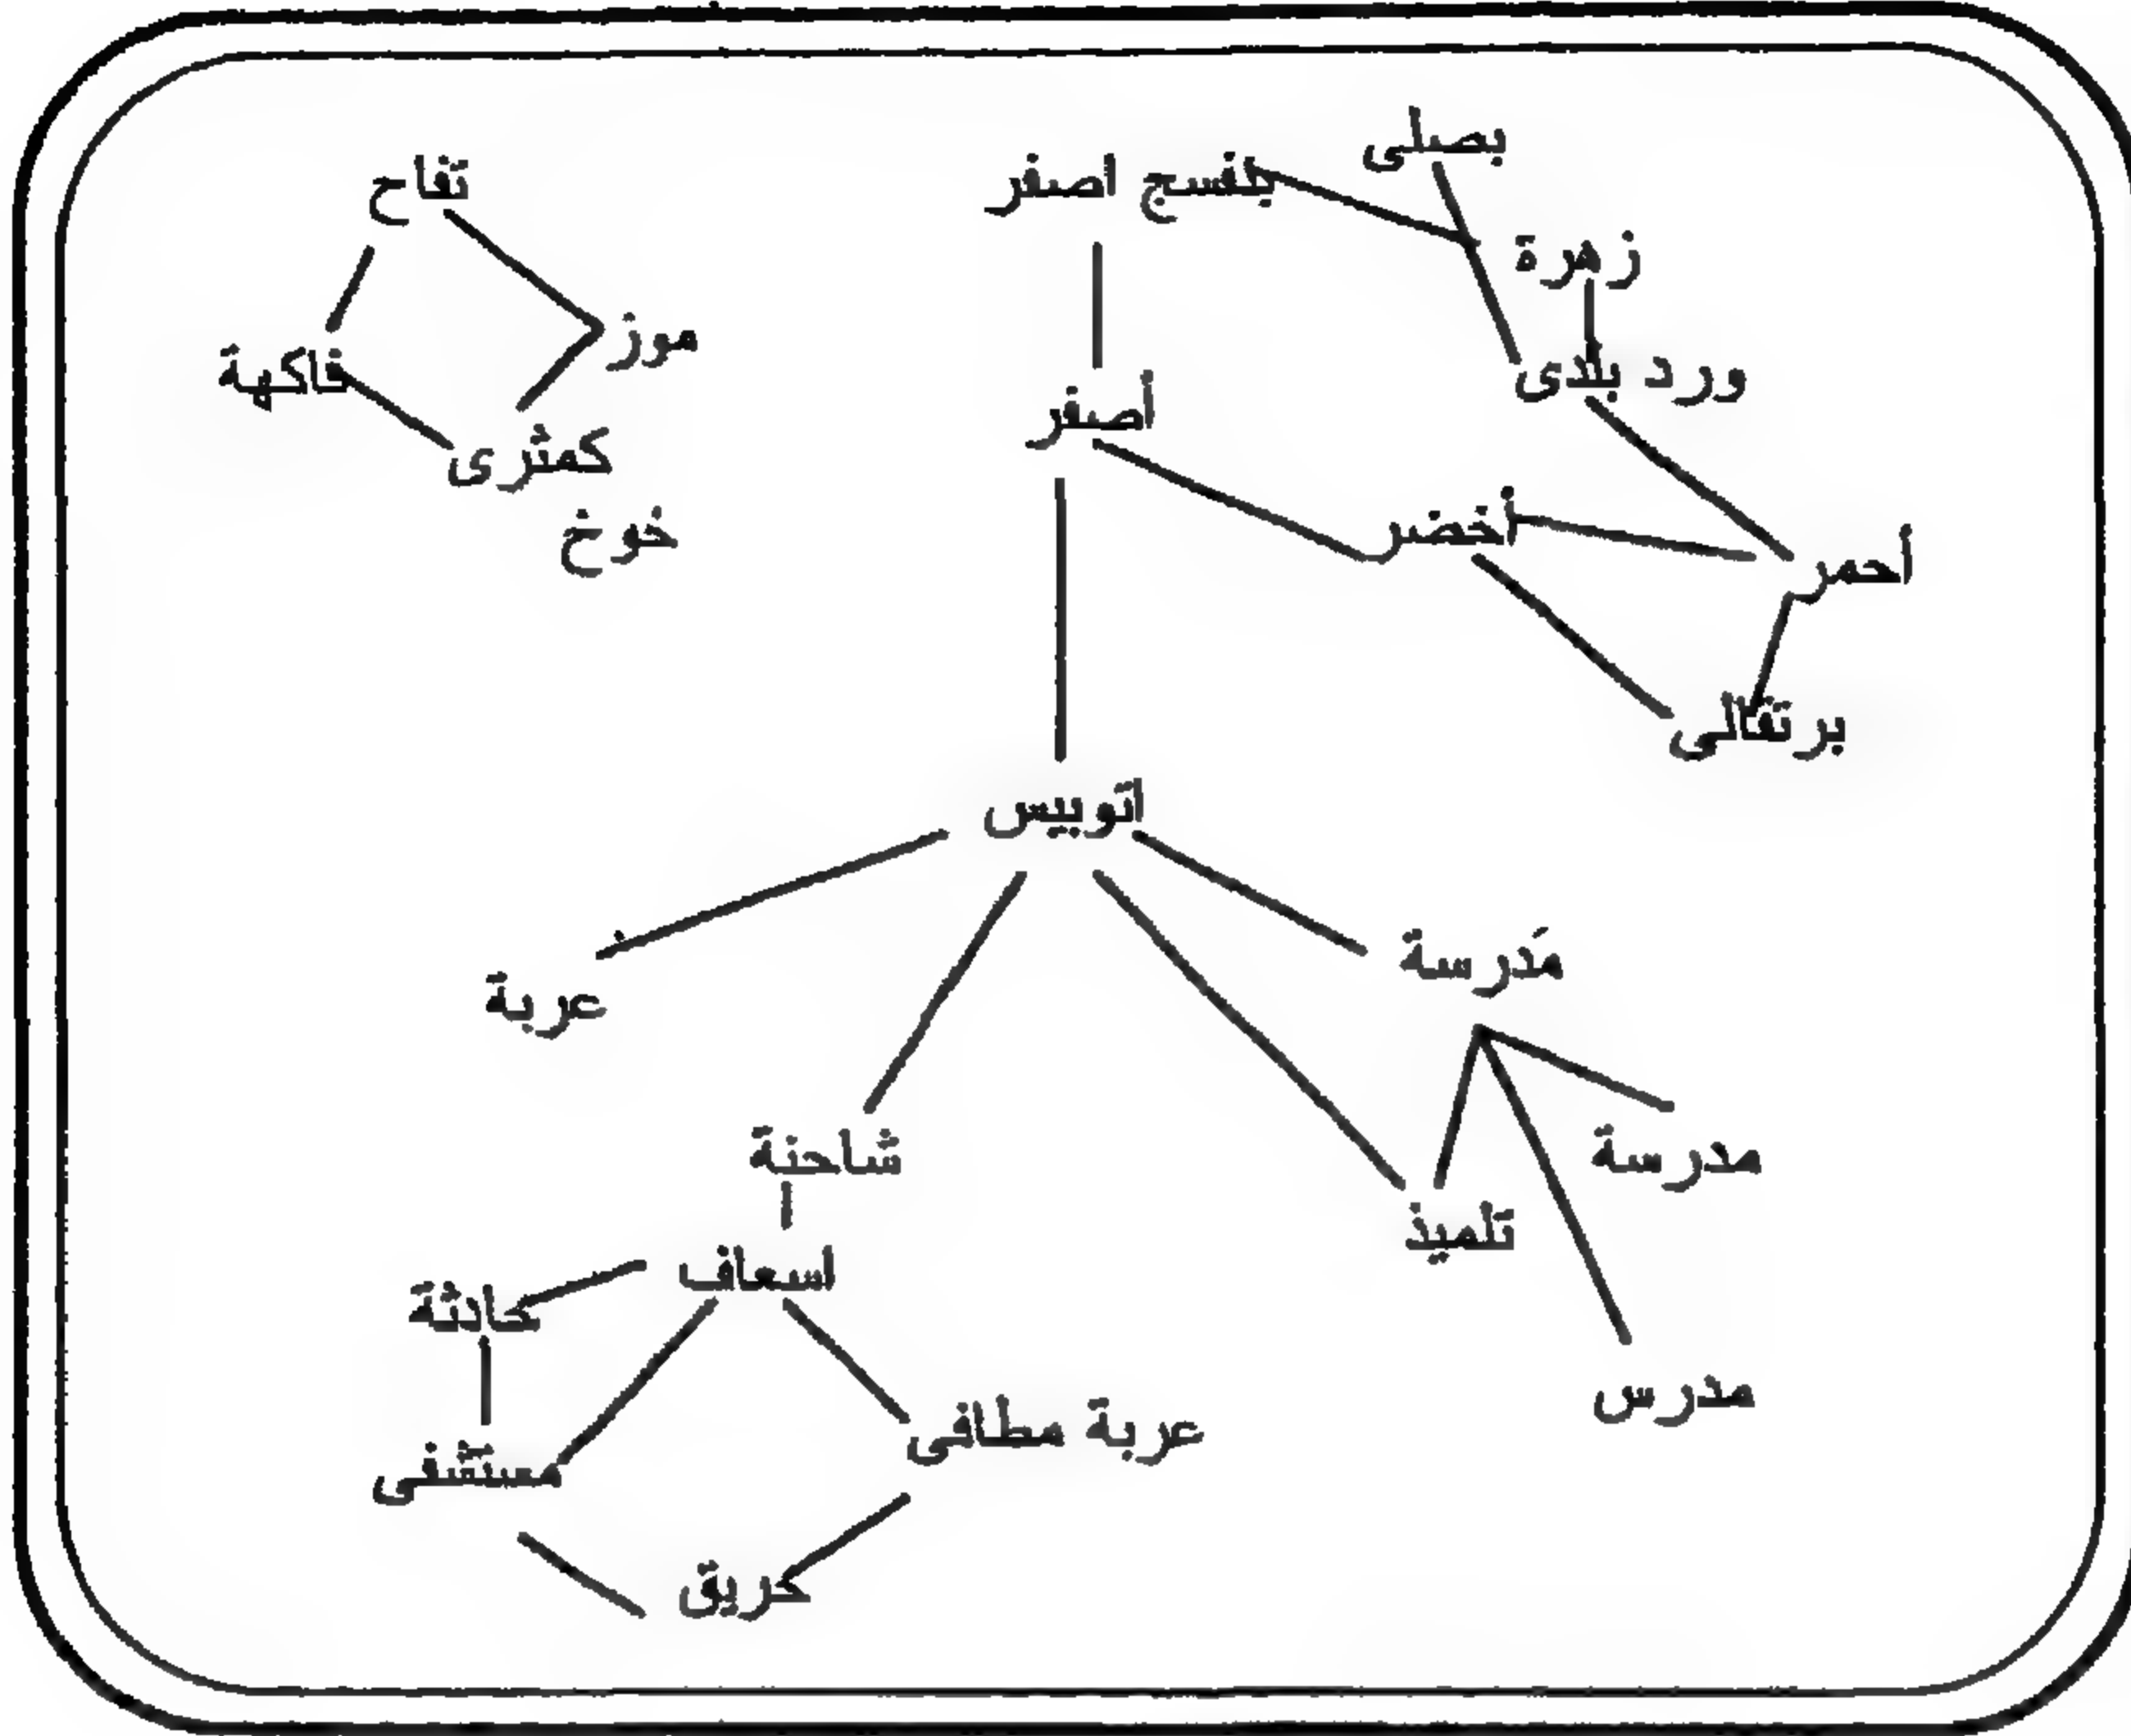 بصلى
بنفسج اصفر
تفاح
زهرة
موز
ورد بلدى
فاكهة
أصفر
كمثرى
أخضر
خوخ
أحمر
برتقالى
اتوبيس
مَدرسة
عربة
شاحنة
مدرسة
تلميذ
اسعاف
حادثة
مدرس
عربة مطافى
مستشفى
حريق